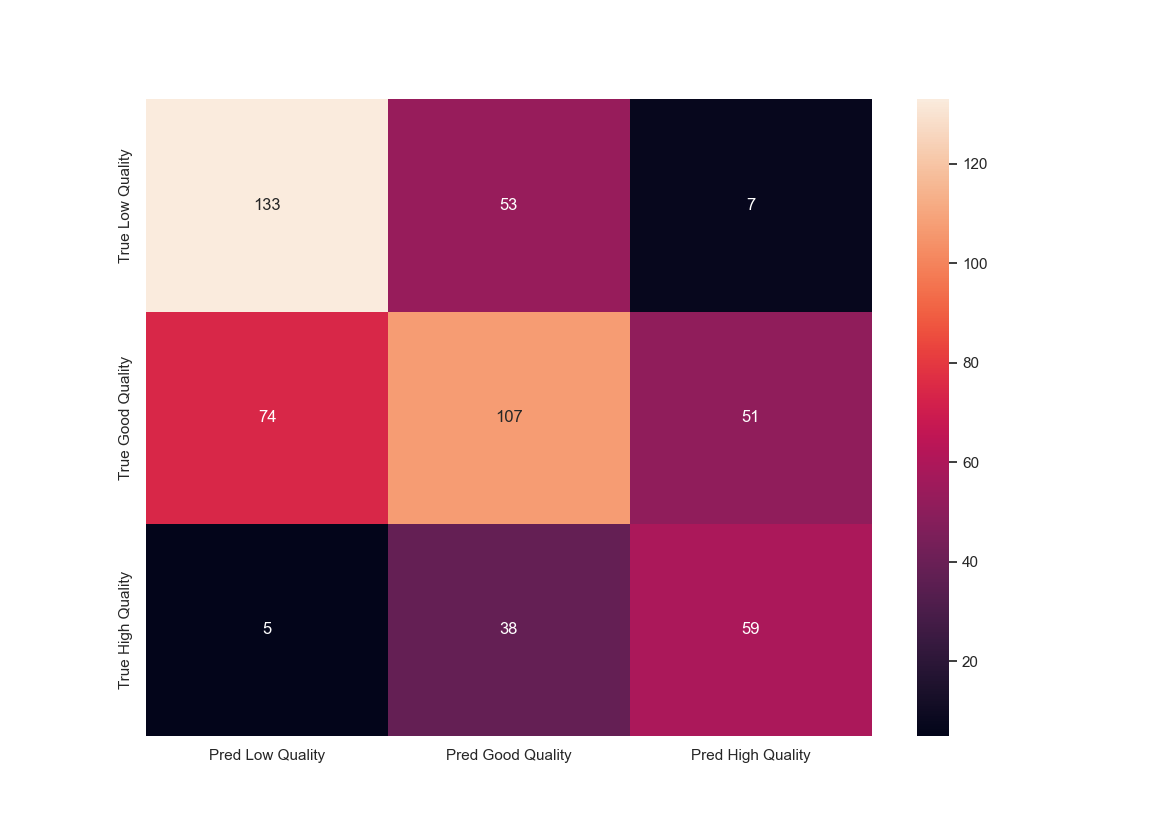 True Low Quality
133
53
7
True Good Quality
74
107
51
True High Quality
5
38
59
Pred Low Quality
Pred Good Quality
Pred High Quality
120
100
80
60
40
20